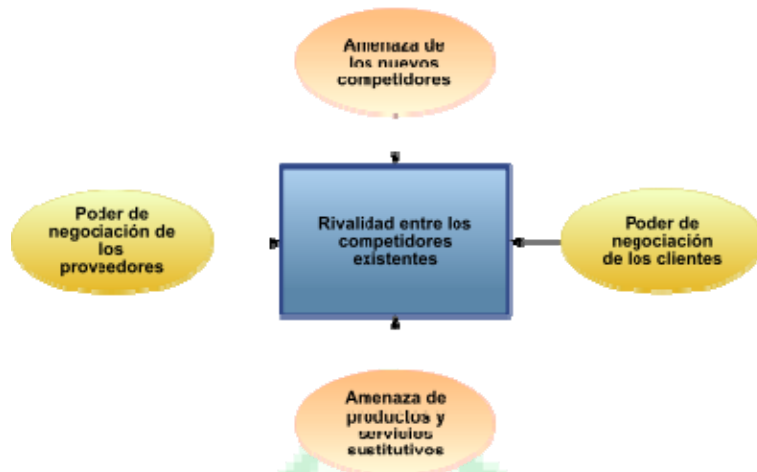 Amenaza de
los nuevos
competidores
Poder de
negociación de
los
proveedores
Rivalidad entre los
competidores
existentes
Poder de
negociación
de los clientes
Amenaza de
productos y
servicios
sustitutivos